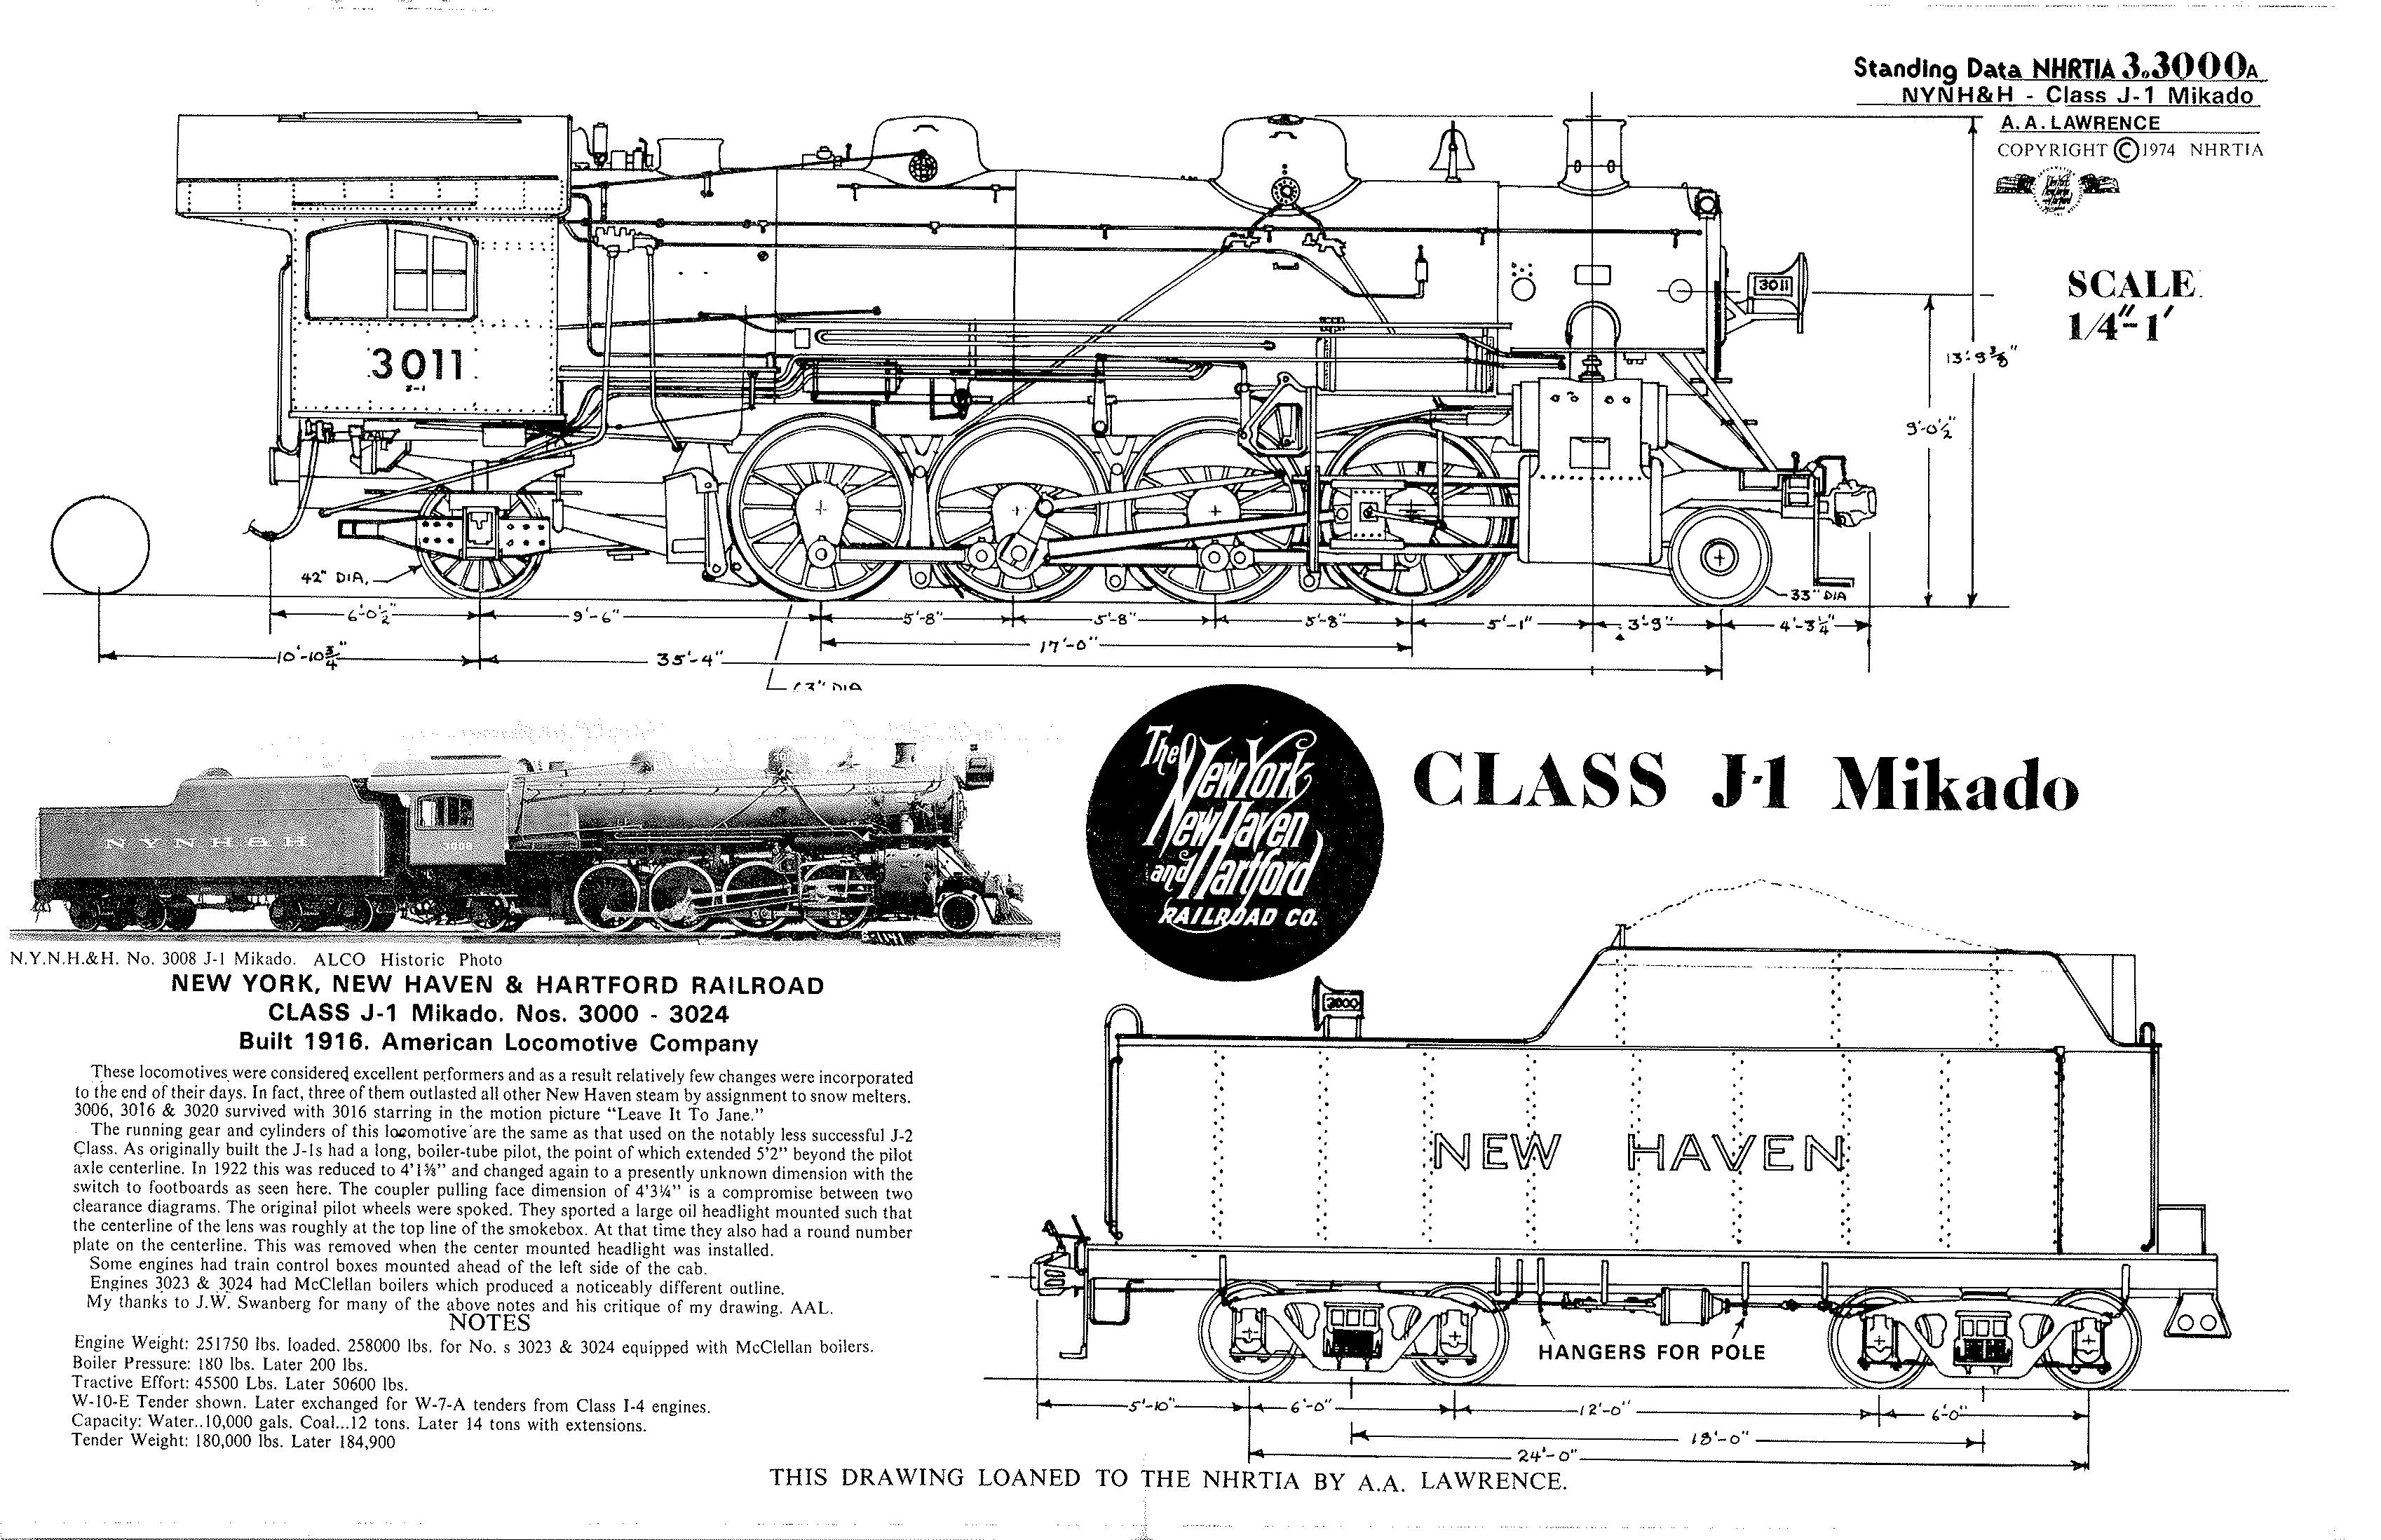 Standing Data NHRTIA 3.3000A
NYNH&H - Class J-1 Mikado
A. A. LAWRENCE
COPYRIGHT © 1974 NHRTIA
SCALE
1/4"-1'
3011
3011
J-1
13'-9⅜"
9'-0½"
42" DIA.
33" DIA
6'-0½"
9'-6"
5'-8"
5'-8"
5'-8"
5'-1"
3'-9"
4'-3¼"
10'-10¾"
35'-4"
17'-0"
63" DIA
The
New York
New Haven
and Hartford
RAILROAD CO.
CLASS J-1 Mikado
NYNH&H
N.Y.N.H.&H. No. 3008 J-1 Mikado. ALCO Historic Photo
NEW YORK, NEW HAVEN & HARTFORD RAILROAD
CLASS J-1 Mikado. Nos. 3000 - 3024
Built 1916. American Locomotive Company
These locomotives were considered excellent performers and as a result relatively few changes were incorporated
to the end of their days. In fact, three of them outlasted all other New Haven steam by assignment to snow melters.
3006, 3016 & 3020 survived with 3016 starring in the motion picture "Leave It To Jane."
The running gear and cylinders of this locomotive are the same as that used on the notably less successful J-2
Class. As originally built the J-1s had a long, boiler-tube pilot, the point of which extended 5'2" beyond the pilot
axle centerline. In 1922 this was reduced to 4'1⅝" and changed again to a presently unknown dimension with the
switch to footboards as seen here. The coupler pulling face dimension of 4'3¼" is a compromise between two
clearance diagrams. The original pilot wheels were spoked. They sported a large oil headlight mounted such that
the centerline of the lens was roughly at the top line of the smokebox. At that time they also had a round number
plate on the centerline. This was removed when the center mounted headlight was installed.
Some engines had train control boxes mounted ahead of the left side of the cab.
Engines 3023 & 3024 had McClellan boilers which produced a noticeably different outline.
My thanks to J.W. Swanberg for many of the above notes and his critique of my drawing. AAL.
NOTES
Engine Weight: 251750 lbs. loaded. 258000 lbs. for No. s 3023 & 3024 equipped with McClellan boilers.
Boiler Pressure: 180 lbs. Later 200 lbs.
Tractive Effort: 45500 Lbs. Later 50600 lbs.
W-10-E Tender shown. Later exchanged for W-7-A tenders from Class I-4 engines.
Capacity: Water..10,000 gals. Coal...12 tons. Later 14 tons with extensions.
Tender Weight: 180,000 lbs. Later 184,900
3000
NEW HAVEN
HANGERS FOR POLE
5'-10"
6'-0"
12'-0"
6'-0"
18'-0"
24'-0"
THIS DRAWING LOANED TO THE NHRTIA BY A.A. LAWRENCE.